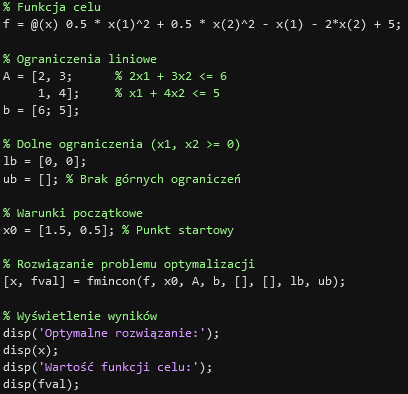 % Funkcja celu
f = @(x) 0.5 * x(1)^2 + 0.5 * x(2)^2 - x(1) - 2*x(2) + 5;
% Ograniczenia liniowe
A = [2, 3;      % 2x1 + 3x2 <= 6
     1, 4];     % x1 + 4x2 <= 5
b = [6; 5];
% Dolne ograniczenia (x1, x2 >= 0)
lb = [0, 0];
ub = []; % Brak górnych ograniczeń
% Warunki początkowe
x0 = [1.5, 0.5]; % Punkt startowy
% Rozwiązanie problemu optymalizacji
[x, fval] = fmincon(f, x0, A, b, [], [], lb, ub);
% Wyświetlenie wyników
disp('Optymalne rozwiązanie:');
disp(x);
disp('Wartość funkcji celu:');
disp(fval);